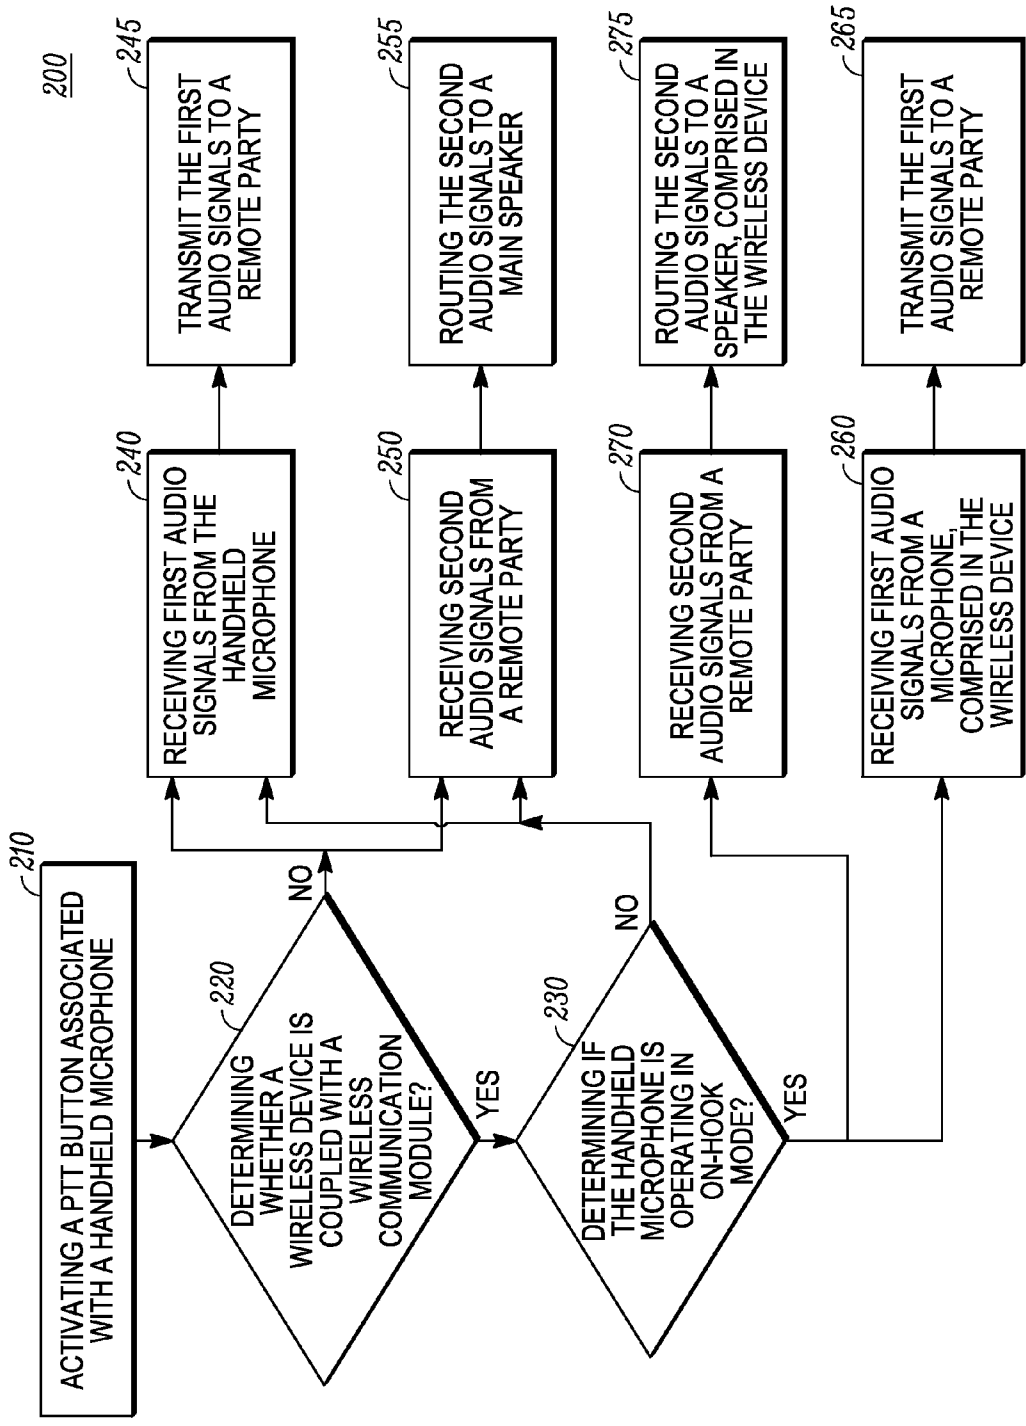 200
210
ACTIVATING A PTT BUTTON ASSOCIATED
WITH A HANDHELD MICROPHONE
220
DETERMINING
WHETHER A
WIRELESS DEVICE IS
COUPLED WITH A
WIRELESS
COMMUNICATION
MODULE?
NO
YES
230
DETERMINING IF
THE HANDHELD
MICROPHONE IS
OPERATING IN
ON-HOOK
MODE?
NO
YES
240
RECEIVING FIRST AUDIO
SIGNALS FROM THE
HANDHELD
MICROPHONE
245
TRANSMIT THE FIRST
AUDIO SIGNALS TO A
REMOTE PARTY
250
RECEIVING SECOND
AUDIO SIGNALS FROM
A REMOTE PARTY
255
ROUTING THE SECOND
AUDIO SIGNALS TO A
MAIN SPEAKER
270
RECEIVING SECOND
AUDIO SIGNALS FROM A
REMOTE PARTY
275
ROUTING THE SECOND
AUDIO SIGNALS TO A
SPEAKER, COMPRISED IN
THE WIRELESS DEVICE
260
RECEIVING FIRST AUDIO
SIGNALS FROM A
MICROPHONE,
COMPRISED IN THE
WIRELESS DEVICE
265
TRANSMIT THE FIRST
AUDIO SIGNALS TO A
REMOTE PARTY